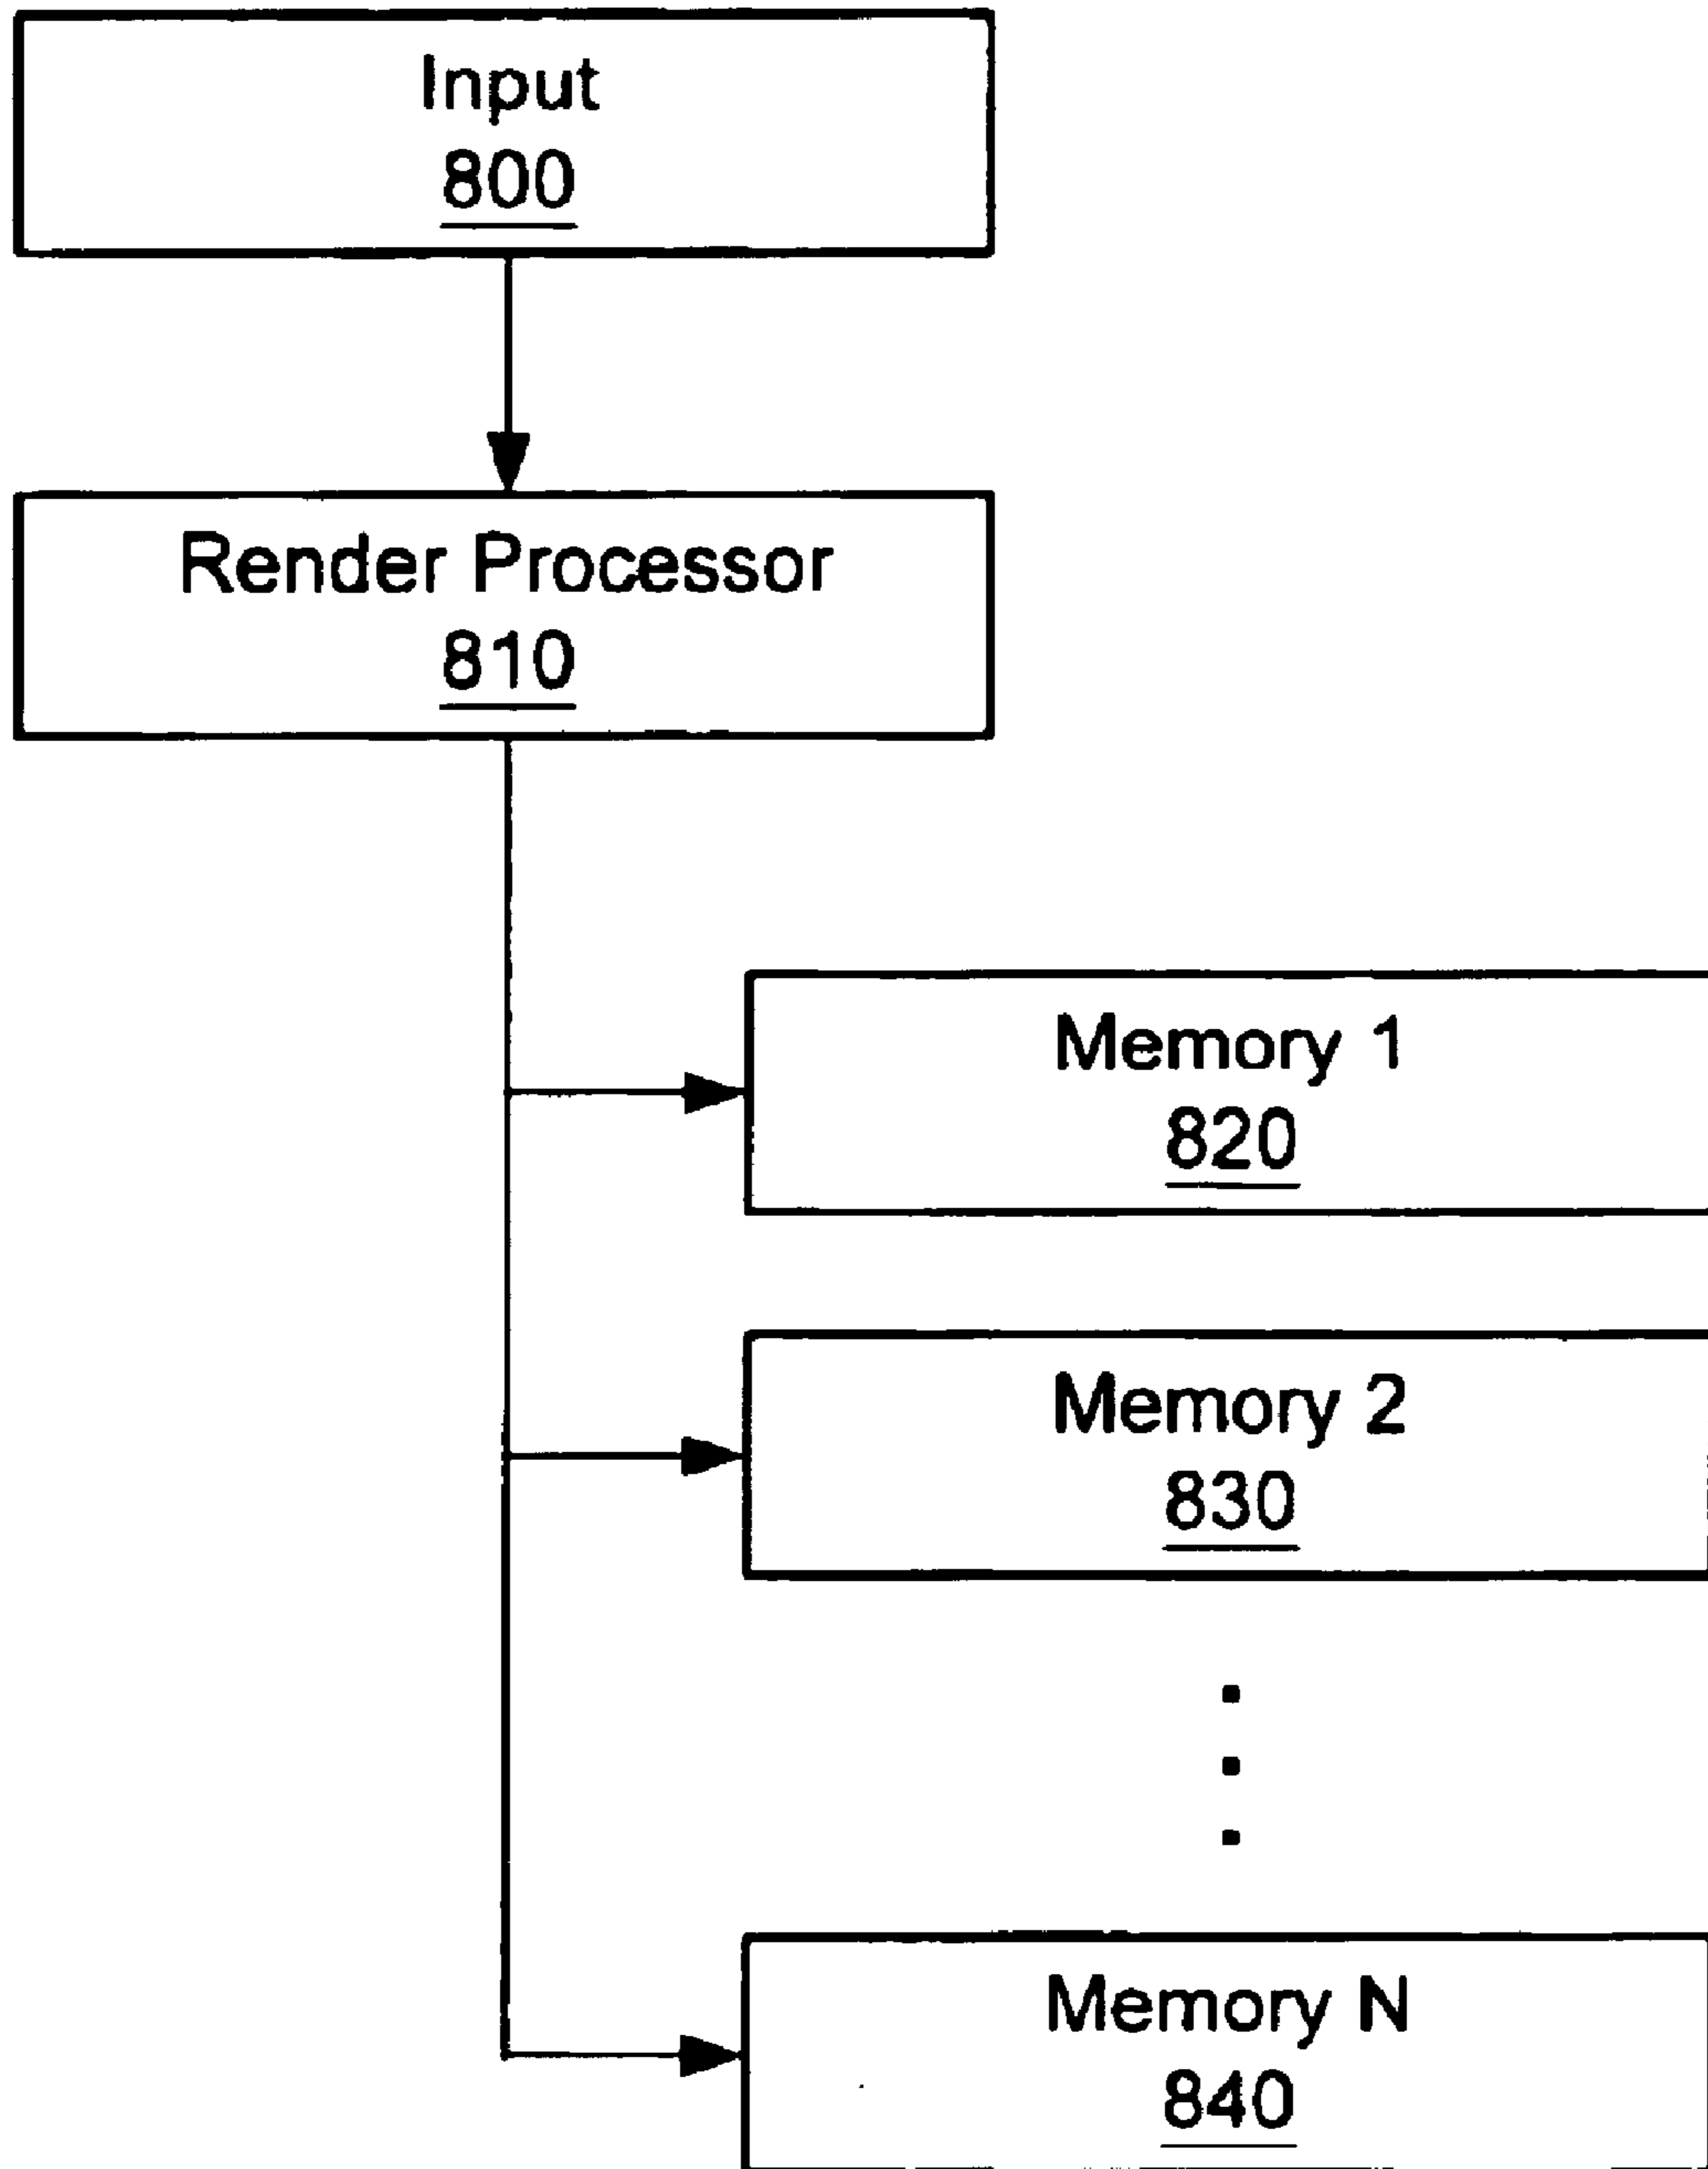 Input
800
Render Processor
810
Memory 1
820
Memory 2
830
Memory N
840